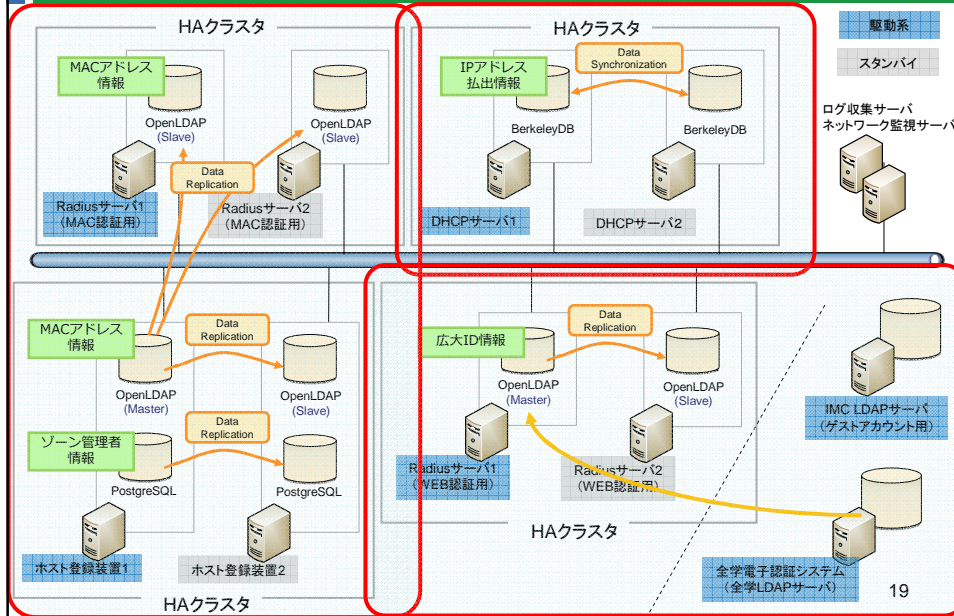 HAクラスタ
MACアドレス
情報
OpenLDAP
(Slave)
OpenLDAP
(Slave)
Data
Replication
Radiusサーバ1
(MAC認証用)
Radiusサーバ2
(MAC認証用)
HAクラスタ
IPアドレス
払出情報
Data
Synchronization
BerkeleyDB
BerkeleyDB
DHCPサーバ1
DHCPサーバ2
駆動系
スタンバイ
ログ収集サーバ
ネットワーク監視サーバ
MACアドレス
情報
Data
Replication
OpenLDAP
(Master)
OpenLDAP
(Slave)
ゾーン管理者
情報
Data
Replication
PostgreSQL
PostgreSQL
ホスト登録装置1
ホスト登録装置2
HAクラスタ
広大ID情報
Data
Replication
OpenLDAP
(Master)
OpenLDAP
(Slave)
Radiusサーバ1
(WEB認証用)
Radiusサーバ2
(WEB認証用)
HAクラスタ
IMC LDAPサーバ
(ゲストアカウント用)
全学電子認証システム
(全学LDAPサーバ)
19